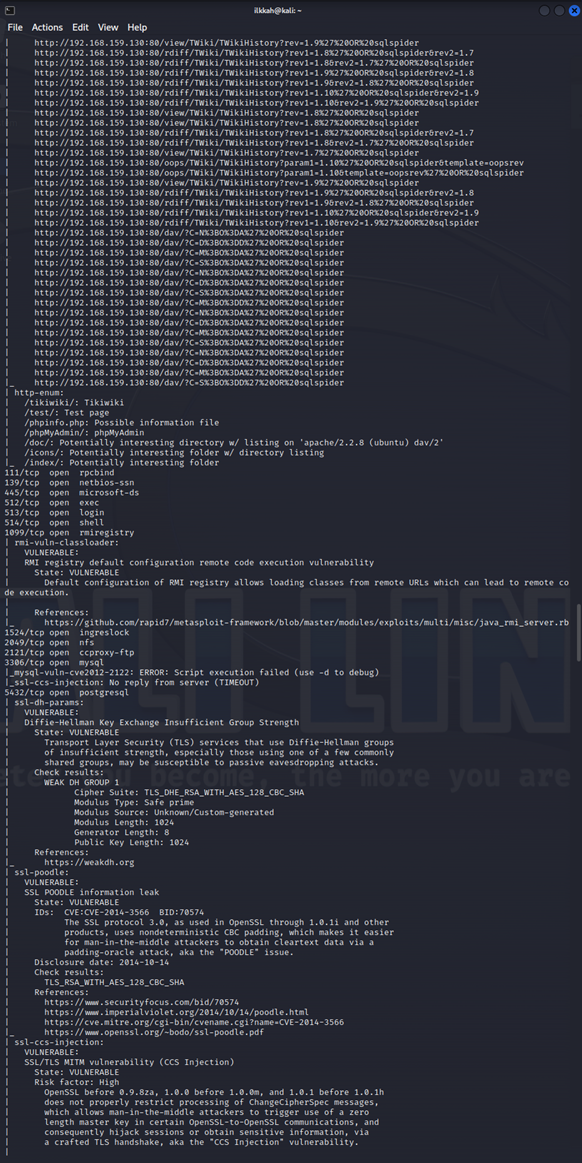 ilkkah@kali: ~
File Actions Edit View Help
| http://192.168.159.130:80/view/TWiki/TWikiHistory?rev=1.9%27%20OR%20sqlspider
| http://192.168.159.130:80/rdiff/TWiki/TWikiHistory?rev1=1.8%27%20OR%20sqlspider&rev2=1.7
| http://192.168.159.130:80/rdiff/TWiki/TWikiHistory?rev1=1.8&rev2=1.7%27%20OR%20sqlspider
| http://192.168.159.130:80/rdiff/TWiki/TWikiHistory?rev1=1.9%27%20OR%20sqlspider&rev2=1.8
| http://192.168.159.130:80/rdiff/TWiki/TWikiHistory?rev1=1.9&rev2=1.8%27%20OR%20sqlspider
| http://192.168.159.130:80/rdiff/TWiki/TWikiHistory?rev1=1.10%27%20OR%20sqlspider&rev2=1.9
| http://192.168.159.130:80/rdiff/TWiki/TWikiHistory?rev1=1.10&rev2=1.9%27%20OR%20sqlspider
| http://192.168.159.130:80/view/TWiki/TWikiHistory?rev=1.8%27%20OR%20sqlspider
| http://192.168.159.130:80/view/TWiki/TWikiHistory?rev=1.8%27%20OR%20sqlspider
| http://192.168.159.130:80/rdiff/TWiki/TWikiHistory?rev1=1.8%27%20OR%20sqlspider&rev2=1.7
| http://192.168.159.130:80/rdiff/TWiki/TWikiHistory?rev1=1.8&rev2=1.7%27%20OR%20sqlspider
| http://192.168.159.130:80/view/TWiki/TWikiHistory?rev=1.7%27%20OR%20sqlspider
| http://192.168.159.130:80/oops/TWiki/TWikiHistory?param1=1.10%27%20OR%20sqlspider&template=oopsrev
| http://192.168.159.130:80/oops/TWiki/TWikiHistory?param1=1.10&template=oopsrev%27%20OR%20sqlspider
| http://192.168.159.130:80/view/TWiki/TWikiHistory?rev=1.9%27%20OR%20sqlspider
| http://192.168.159.130:80/rdiff/TWiki/TWikiHistory?rev1=1.9%27%20OR%20sqlspider&rev2=1.8
| http://192.168.159.130:80/rdiff/TWiki/TWikiHistory?rev1=1.9&rev2=1.8%27%20OR%20sqlspider
| http://192.168.159.130:80/rdiff/TWiki/TWikiHistory?rev1=1.10%27%20OR%20sqlspider&rev2=1.9
| http://192.168.159.130:80/rdiff/TWiki/TWikiHistory?rev1=1.10&rev2=1.9%27%20OR%20sqlspider
| http://192.168.159.130:80/dav/?C=N%3BO%3DA%27%20OR%20sqlspider
| http://192.168.159.130:80/dav/?C=D%3BO%3DA%27%20OR%20sqlspider
| http://192.168.159.130:80/dav/?C=M%3BO%3DA%27%20OR%20sqlspider
| http://192.168.159.130:80/dav/?C=S%3BO%3DA%27%20OR%20sqlspider
| http://192.168.159.130:80/dav/?C=N%3BO%3DD%27%20OR%20sqlspider
| http://192.168.159.130:80/dav/?C=D%3BO%3DA%27%20OR%20sqlspider
| http://192.168.159.130:80/dav/?C=S%3BO%3DA%27%20OR%20sqlspider
| http://192.168.159.130:80/dav/?C=M%3BO%3DD%27%20OR%20sqlspider
| http://192.168.159.130:80/dav/?C=N%3BO%3DA%27%20OR%20sqlspider
| http://192.168.159.130:80/dav/?C=D%3BO%3DA%27%20OR%20sqlspider
| http://192.168.159.130:80/dav/?C=M%3BO%3DA%27%20OR%20sqlspider
| http://192.168.159.130:80/dav/?C=S%3BO%3DA%27%20OR%20sqlspider
| http://192.168.159.130:80/dav/?C=N%3BO%3DA%27%20OR%20sqlspider
| http://192.168.159.130:80/dav/?C=D%3BO%3DA%27%20OR%20sqlspider
| http://192.168.159.130:80/dav/?C=M%3BO%3DA%27%20OR%20sqlspider
|_ http://192.168.159.130:80/dav/?C=S%3BO%3DD%27%20OR%20sqlspider
| http-enum:
| /tikiwiki/: Tikiwiki
| /test/: Test page
| /phpinfo.php: Possible information file
| /phpMyAdmin/: phpMyAdmin
| /doc/: Potentially interesting directory w/ listing on 'apache/2.2.8 (ubuntu) dav/2'
| /icons/: Potentially interesting folder w/ directory listing
|_ /index/: Potentially interesting folder
111/tcp open rpcbind
139/tcp open netbios-ssn
445/tcp open microsoft-ds
512/tcp open exec
513/tcp open login
514/tcp open shell
1099/tcp open rmiregistry
| rmi-vuln-classloader:
| VULNERABLE:
| RMI registry default configuration remote code execution vulnerability
| State: VULNERABLE
| Default configuration of RMI registry allows loading classes from remote URLs which can lead to remote co
de execution.
|
| References:
|_ https://github.com/rapid7/metasploit-framework/blob/master/modules/exploits/multi/misc/java_rmi_server.rb
1524/tcp open ingreslock
2049/tcp open nfs
2121/tcp open ccproxy-ftp
3306/tcp open mysql
|_mysql-vuln-cve2012-2122: ERROR: Script execution failed (use -d to debug)
|_ssl-ccs-injection: No reply from server (TIMEOUT)
5432/tcp open postgresql
| ssl-dh-params:
| VULNERABLE:
| Diffie-Hellman Key Exchange Insufficient Group Strength
| State: VULNERABLE
| Transport Layer Security (TLS) services that use Diffie-Hellman groups
| of insufficient strength, especially those using one of a few commonly
| shared groups, may be susceptible to passive eavesdropping attacks.
| Check results:
| WEAK DH GROUP 1
| Cipher Suite: TLS_DHE_RSA_WITH_AES_128_CBC_SHA
| Modulus Type: Safe prime
| Modulus Source: Unknown/Custom-generated
| Modulus Length: 1024
| Generator Length: 8
| Public Key Length: 1024
| References:
|_ https://weakdh.org
| ssl-poodle:
| VULNERABLE:
| SSL POODLE information leak
| State: VULNERABLE
| IDs: CVE:CVE-2014-3566 BID:70574
| The SSL protocol 3.0, as used in OpenSSL through 1.0.1i and other
| products, uses nondeterministic CBC padding, which makes it easier
| for man-in-the-middle attackers to obtain cleartext data via a
| padding-oracle attack, aka the "POODLE" issue.
| Disclosure date: 2014-10-14
| Check results:
| TLS_RSA_WITH_AES_128_CBC_SHA
| References:
| https://www.securityfocus.com/bid/70574
| https://www.imperialviolet.org/2014/10/14/poodle.html
| https://cve.mitre.org/cgi-bin/cvename.cgi?name=CVE-2014-3566
|_ https://www.openssl.org/~bodo/ssl-poodle.pdf
| ssl-ccs-injection:
| VULNERABLE:
| SSL/TLS MITM vulnerability (CCS Injection)
| State: VULNERABLE
| Risk factor: High
| OpenSSL before 0.9.8za, 1.0.0 before 1.0.0m, and 1.0.1 before 1.0.1h
| does not properly restrict processing of ChangeCipherSpec messages,
| which allows man-in-the-middle attackers to trigger use of a zero
| length master key in certain OpenSSL-to-OpenSSL communications, and
| consequently hijack sessions or obtain sensitive information, via
| a crafted TLS handshake, aka the "CCS Injection" vulnerability.
|